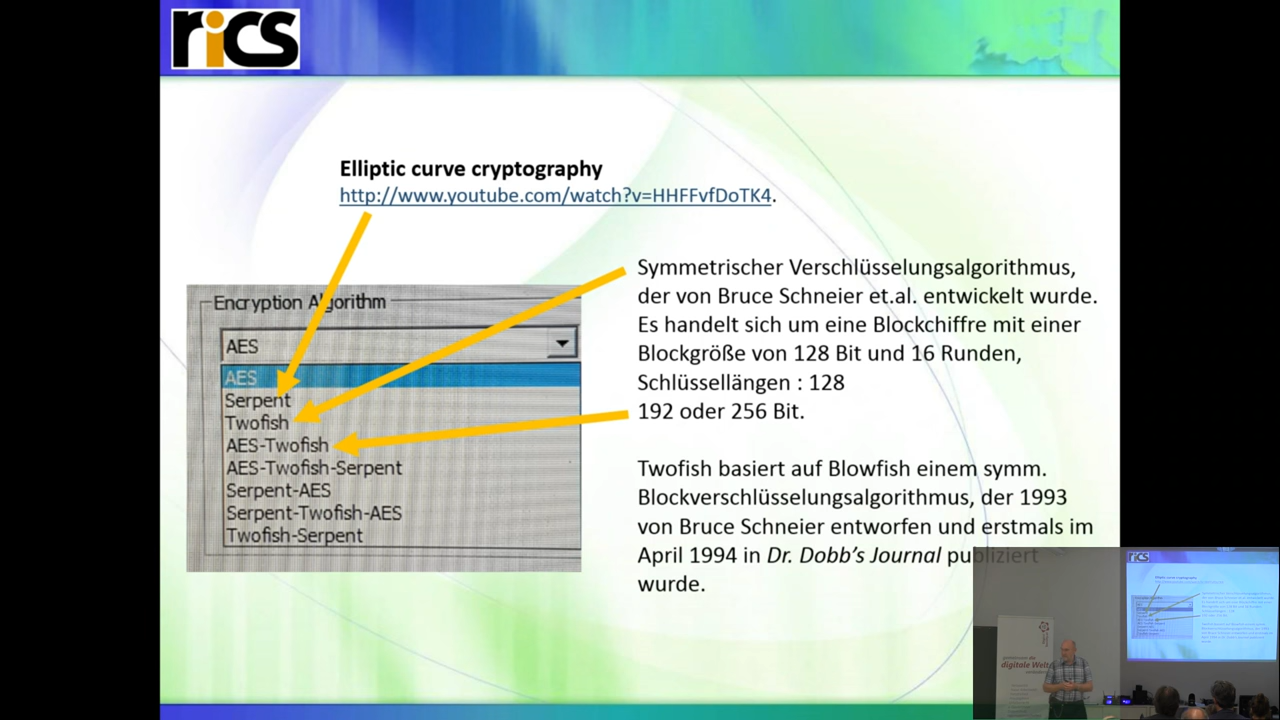 rics
Elliptic curve cryptography
http://www.youtube.com/watch?v=HHFFvfDoTK4.
Symmetrischer Verschlüsselungsalgorithmus,
der von Bruce Schneier et.al. entwickelt wurde.
Es handelt sich um eine Blockchiffre mit einer
Blockgröße von 128 Bit und 16 Runden,
Schlüssellängen : 128
192 oder 256 Bit.
Twofish basiert auf Blowfish einem symm.
Blockverschlüsselungsalgorithmus, der 1993
von Bruce Schneier entworfen und erstmals im
April 1994 in Dr. Dobb's Journal publiziert
wurde.
Encryption Algorithm
AES
AES
Serpent
Twofish
AES-Twofish
AES-Twofish-Serpent
Serpent-AES
Serpent-Twofish-AES
Twofish-Serpent
rics
Elliptic curve cryptography
digitale Welt